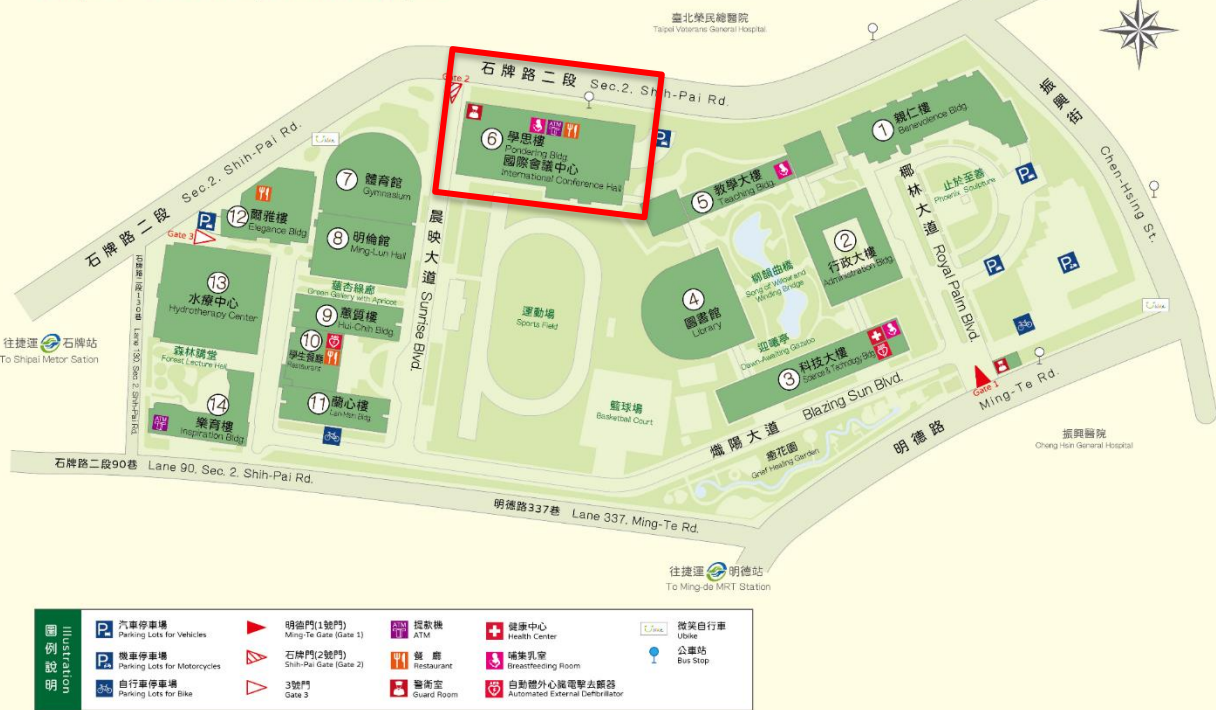 臺北榮民總醫院
Taipei Veterans General Hospital
石牌路二段 Sec.2, Shih-Pai Rd.
Gate 2
振興街
Chen-Hsing St.
石牌路二段 Sec.2, Shih-Pai Rd.
Ubike
ATM
⑥ 學思樓
Pondering Bldg.
國際會議中心
International Conference Hall
① 親仁樓
Benevolence Bldg.
⑦ 體育館
Gymnasium
⑤ 教學大樓
Teaching Bldg.
止於至善
Phoenix Sculpture
椰林大道 Royal Palm Blvd.
⑫ 爾雅樓
Elegance Bldg.
Gate 3
⑧ 明倫館
Ming-Lun Hall
晨映大道 Sunrise Blvd.
② 行政大樓
Administration Bldg.
柳韻曲橋
Song of Willow and
Winding Bridge
⑬ 水療中心
Hydrotherapy Center
石牌路二段130巷 Lane 130, Sec. 2, Shih-Pai Rd.
蘊杏綠廊
Green Gallery with Apricot
④ 圖書館
Library
運動場
Sports Field
⑨ 蕙質樓
Hui-Chih Bldg.
⑩ 學生餐廳
Restaurant
迎曦亭
Dawn-Awaiting Gazebo
Ubike
往捷運 石牌站
To Shipai Metor Sation
森林講堂
Forest Lecture Hall
③ 科技大樓
Science & Technology Bldg.
Gate 1
明德路 Ming-Te Rd.
⑪ 蘭心樓
Lan-Hsin Bldg.
籃球場
Basketball Court
熾陽大道 Blazing Sun Blvd.
⑭ 樂育樓
Inspiration Bldg.
ATM
癒花園
Grief Healing Garden
振興醫院
Cheng Hsin General Hospital
石牌路二段90巷 Lane 90, Sec. 2, Shih-Pai Rd.
明德路337巷 Lane 337, Ming-Te Rd.
往捷運 明德站
To Ming-de MRT Station
圖例說明 Illustration
汽車停車場
Parking Lots for Vehicles
機車停車場
Parking Lots for Motorcycles
自行車停車場
Parking Lots for Bike
明德門(1號門)
Ming-Te Gate (Gate 1)
石牌門(2號門)
Shih-Pai Gate (Gate 2)
3號門
Gate 3
ATM
提款機
ATM
餐廳
Restaurant
警衛室
Guard Room
健康中心
Health Center
哺集乳室
Breastfeeding Room
自動體外心臟電擊去顫器
Automated External Defibrillator
Ubike
微笑自行車
Ubike
公車站
Bus Stop